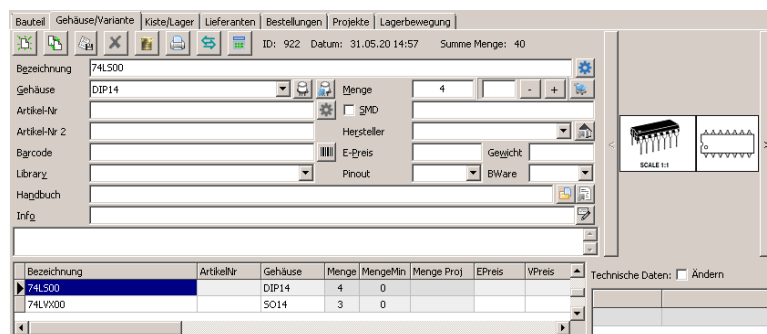 Bauteil Gehäuse/Variante Kiste/Lager Lieferanten Bestellungen Projekte Lagerbewegung
ID: 922 Datum: 31.05.20 14:57 Summe Menge: 40
Bezeichnung 74LS00
Gehäuse DIP14 Menge 4 - +
Artikel-Nr SMD
Artikel-Nr 2 Hersteller
Barcode E-Preis Gewicht
Library Pinout BWare
Handbuch
Info
< SCALE 1:1 >
Bezeichnung ArtikelNr Gehäuse Menge MengeMin Menge Proj EPreis VPreis
74LS00 DIP14 4 0
74LVX00 SO14 3 0
Technische Daten: Ändern